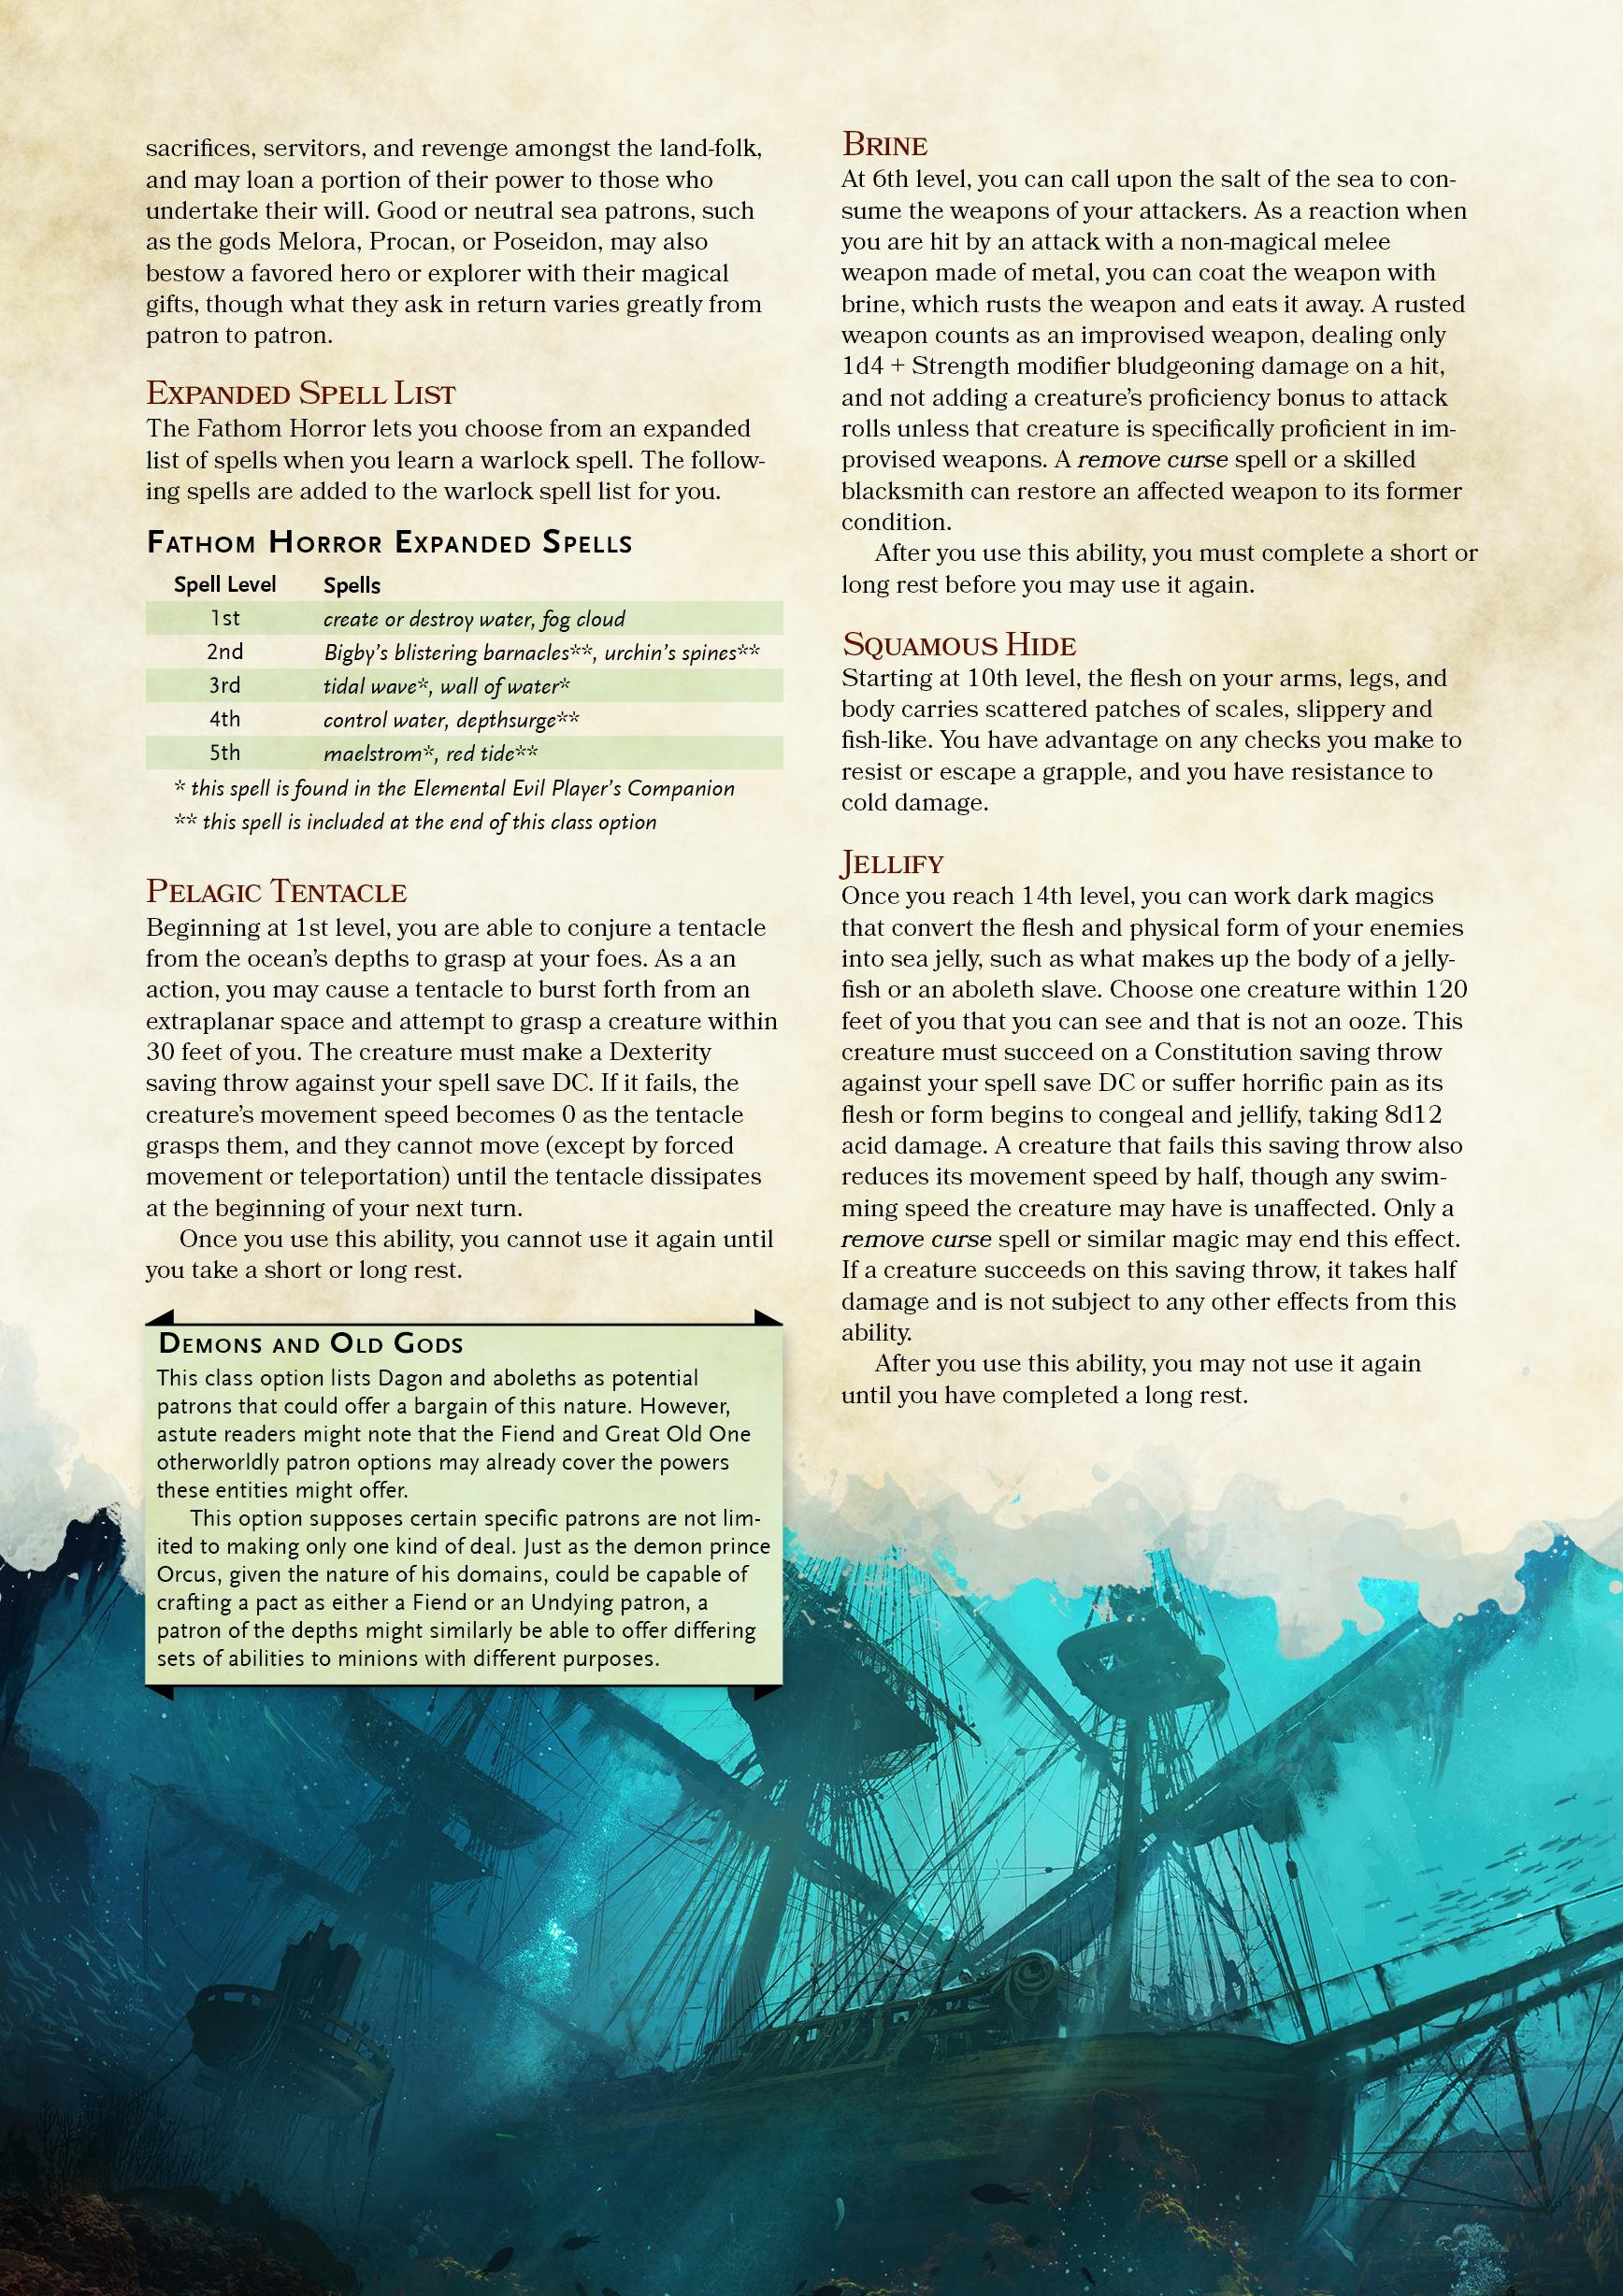 sacrifices, servitors, and revenge amongst the land-folk,
and may loan a portion of their power to those who
undertake their will. Good or neutral sea patrons, such
as the gods Melora, Procan, or Poseidon, may also
bestow a favored hero or explorer with their magical
gifts, though what they ask in return varies greatly from
patron to patron.
Expanded Spell List
The Fathom Horror lets you choose from an expanded
list of spells when you learn a warlock spell. The follow-
ing spells are added to the warlock spell list for you.
Fathom Horror Expanded Spells
Spell Level Spells
1st create or destroy water, fog cloud
2nd Bigby's blistering barnacles**, urchin's spines**
3rd tidal wave*, wall of water*
4th control water, depthsurge**
5th maelstrom*, red tide**
* this spell is found in the Elemental Evil Player's Companion
** this spell is included at the end of this class option
Pelagic Tentacle
Beginning at 1st level, you are able to conjure a tentacle
from the ocean's depths to grasp at your foes. As a an
action, you may cause a tentacle to burst forth from an
extraplanar space and attempt to grasp a creature within
30 feet of you. The creature must make a Dexterity
saving throw against your spell save DC. If it fails, the
creature's movement speed becomes 0 as the tentacle
grasps them, and they cannot move (except by forced
movement or teleportation) until the tentacle dissipates
at the beginning of your next turn.
Once you use this ability, you cannot use it again until
you take a short or long rest.
Demons and Old Gods
This class option lists Dagon and aboleths as potential
patrons that could offer a bargain of this nature. However,
astute readers might note that the Fiend and Great Old One
otherworldly patron options may already cover the powers
these entities might offer.
This option supposes certain specific patrons are not lim-
ited to making only one kind of deal. Just as the demon prince
Orcus, given the nature of his domains, could be capable of
crafting a pact as either a Fiend or an Undying patron, a
patron of the depths might similarly be able to offer differing
sets of abilities to minions with different purposes.
Brine
At 6th level, you can call upon the salt of the sea to con-
sume the weapons of your attackers. As a reaction when
you are hit by an attack with a non-magical melee
weapon made of metal, you can coat the weapon with
brine, which rusts the weapon and eats it away. A rusted
weapon counts as an improvised weapon, dealing only
1d4 + Strength modifier bludgeoning damage on a hit,
and not adding a creature's proficiency bonus to attack
rolls unless that creature is specifically proficient in im-
provised weapons. A remove curse spell or a skilled
blacksmith can restore an affected weapon to its former
condition.
After you use this ability, you must complete a short or
long rest before you may use it again.
Squamous Hide
Starting at 10th level, the flesh on your arms, legs, and
body carries scattered patches of scales, slippery and
fish-like. You have advantage on any checks you make to
resist or escape a grapple, and you have resistance to
cold damage.
Jellify
Once you reach 14th level, you can work dark magics
that convert the flesh and physical form of your enemies
into sea jelly, such as what makes up the body of a jelly-
fish or an aboleth slave. Choose one creature within 120
feet of you that you can see and that is not an ooze. This
creature must succeed on a Constitution saving throw
against your spell save DC or suffer horrific pain as its
flesh or form begins to congeal and jellify, taking 8d12
acid damage. A creature that fails this saving throw also
reduces its movement speed by half, though any swim-
ming speed the creature may have is unaffected. Only a
remove curse spell or similar magic may end this effect.
If a creature succeeds on this saving throw, it takes half
damage and is not subject to any other effects from this
ability.
After you use this ability, you may not use it again
until you have completed a long rest.